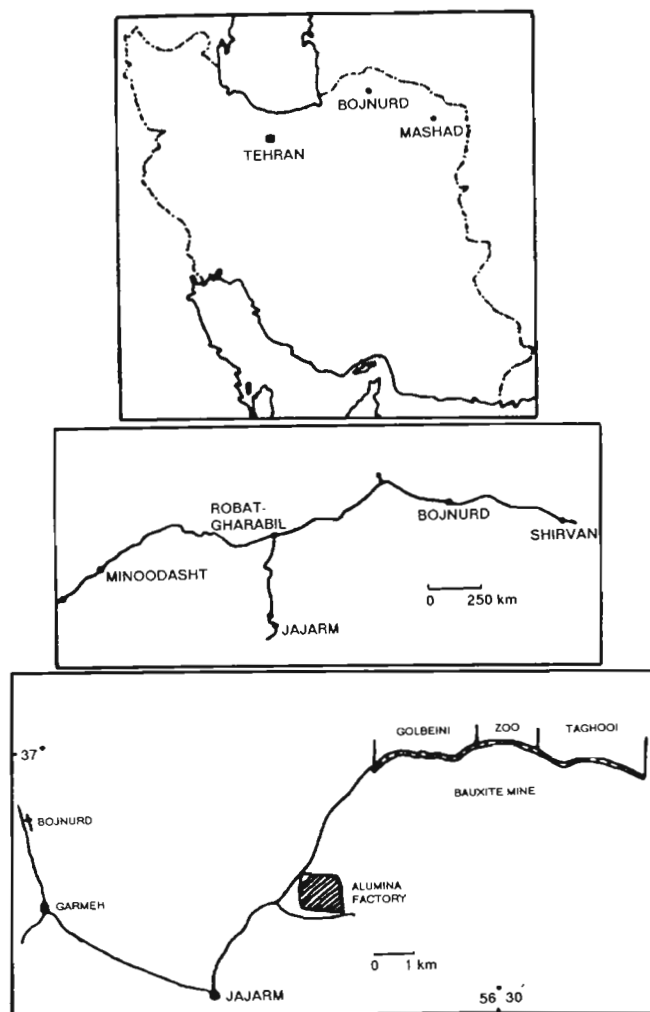 BOJNURD
MASHAD
TEHRAN
ROBAT-
GHARABIL
BOJNURD
SHIRVAN
MINOODASHT
0 250 km
JAJARM
GOLBEINI ZOO TAGHOOI
37°
BAUXITE MINE
BOJNURD
ALUMINA
FACTORY
GARMEH
0 1 km
JAJARM
56° 30′